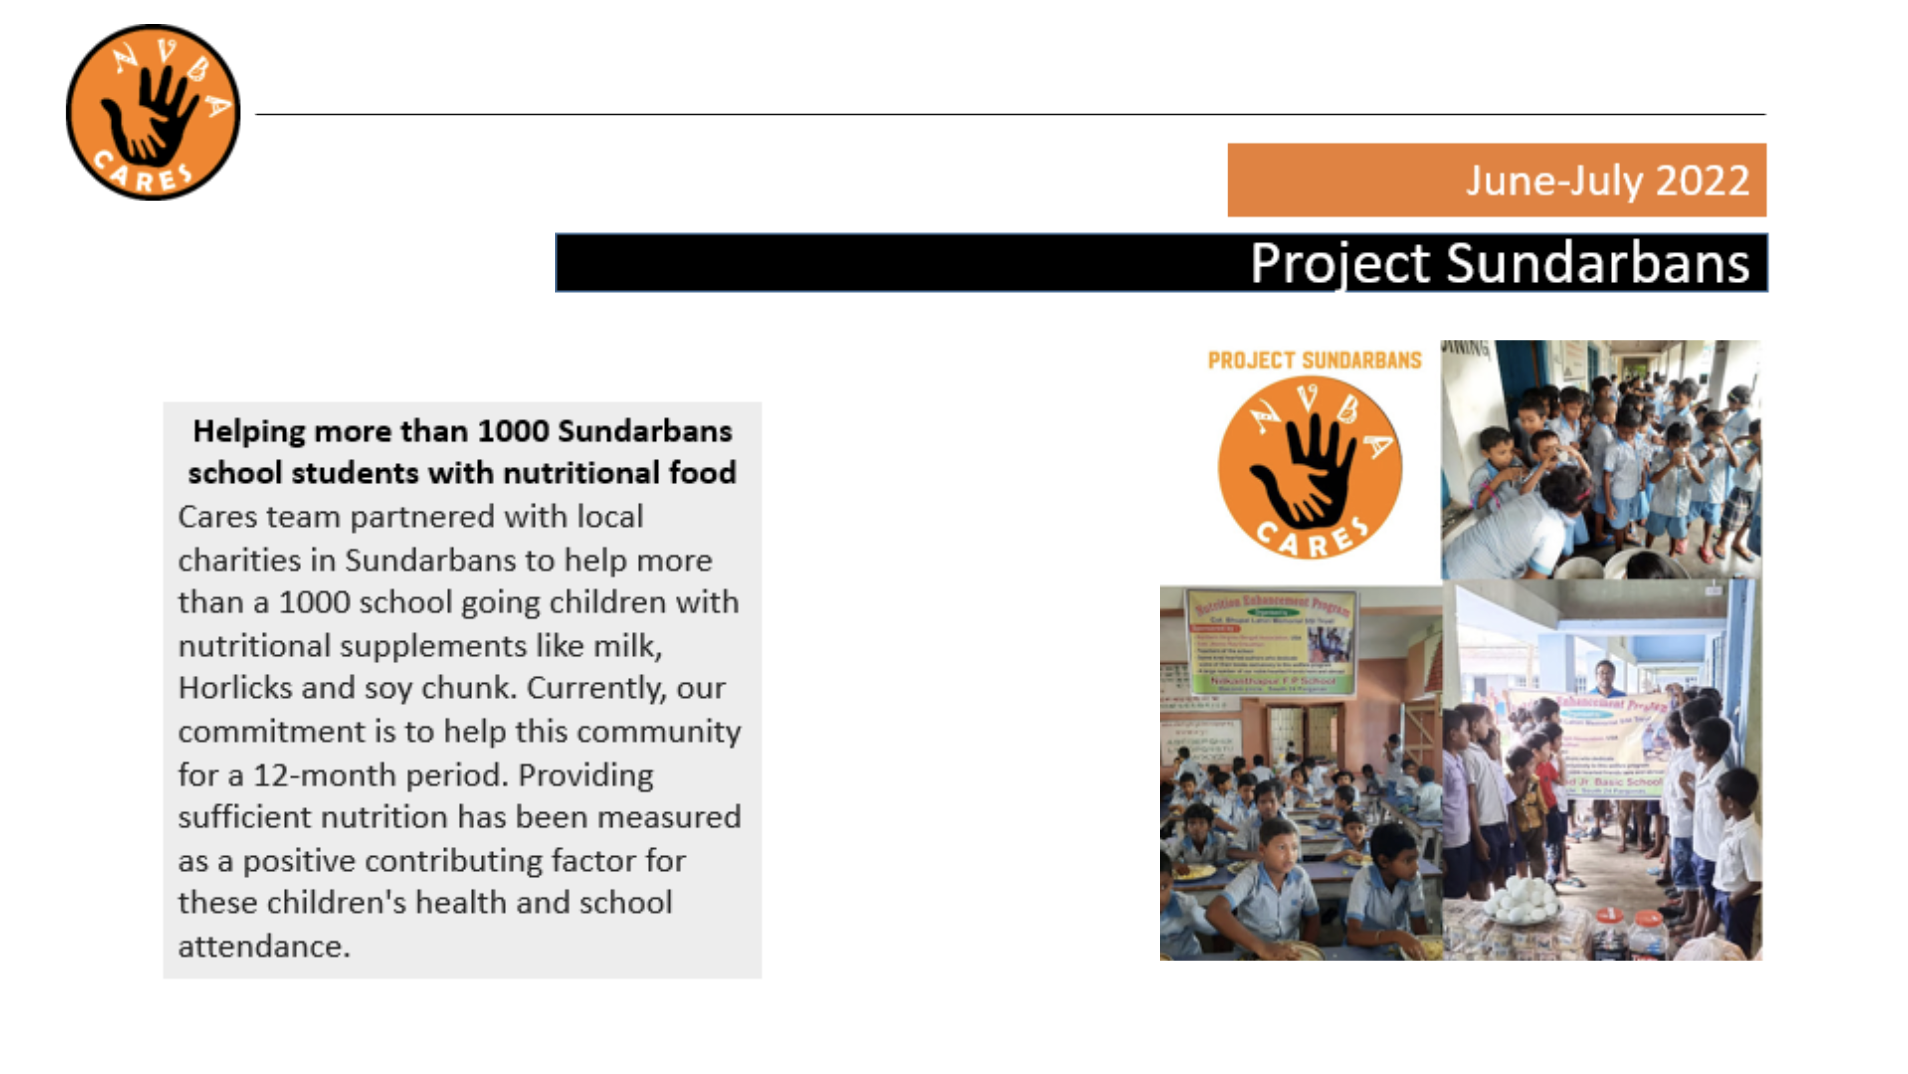 NVBA
CARES
June-July 2022
Project Sundarbans
Helping more than 1000 Sundarbans
school students with nutritional food
Cares team partnered with local
charities in Sundarbans to help more
than a 1000 school going children with
nutritional supplements like milk,
Horlicks and soy chunk. Currently, our
commitment is to help this community
for a 12-month period. Providing
sufficient nutrition has been measured
as a positive contributing factor for
these children's health and school
attendance.
PROJECT SUNDARBANS
NVBA
CARES
Nutrition Enhancement Program
Nilkanthapur F.P School
Enhancement Program
Jr. Basic School